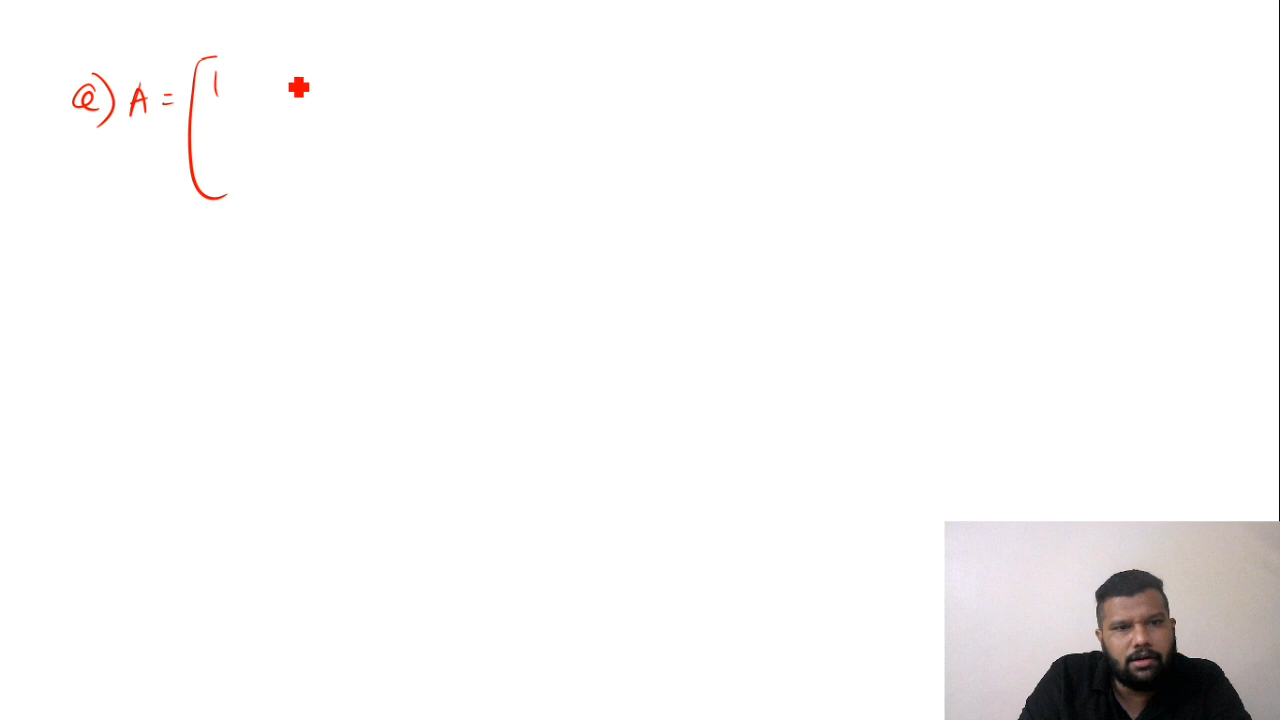 Q) A = [1